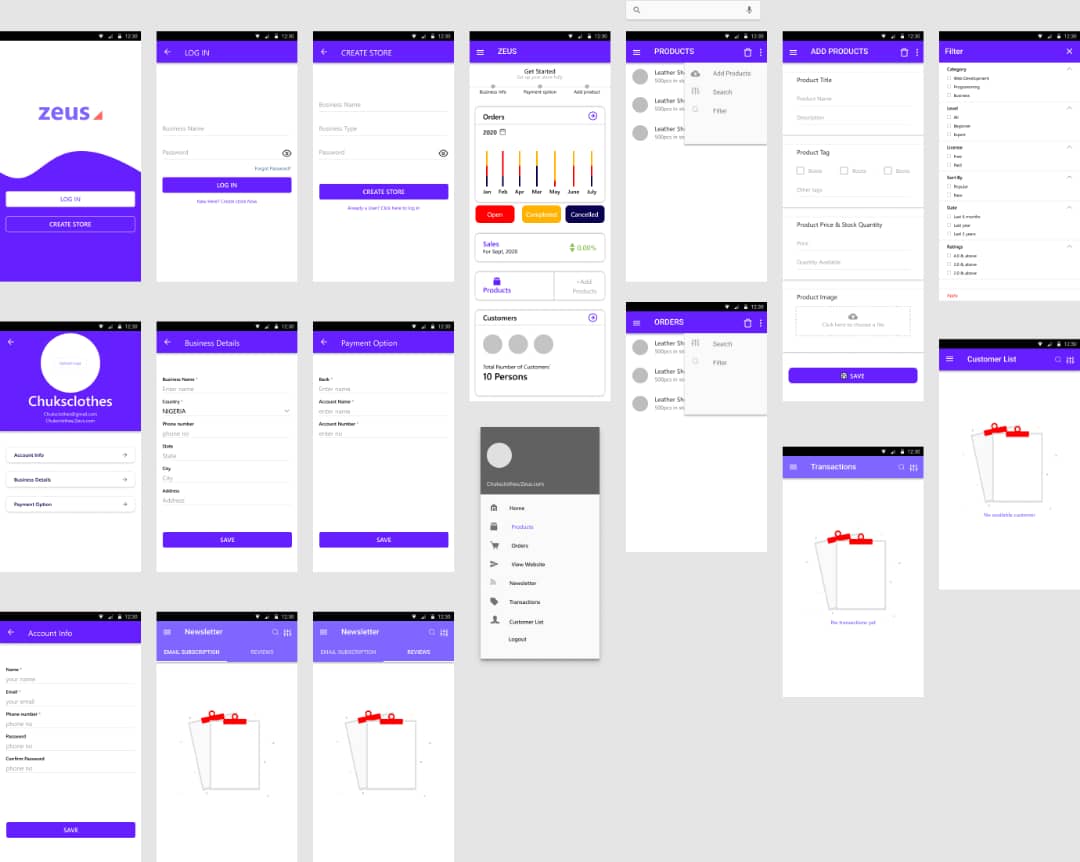 12:30
zeus
LOG IN
CREATE STORE
12:30
LOG IN
Business Name
Password
Forgot Password?
LOG IN
New Here? Create store Now
12:30
CREATE STORE
Business Name
Business Type
Password
CREATE STORE
Already a User? Click here to log in
12:30
ZEUS
Get Started
Set up your store fully
Business info
Payment option
Add product
Orders
2020
Jan Feb Apr Mar May June July
Open
Completed
Cancelled
Sales
For Sept, 2020
0.00%
Products
+Add
Products
Customers
Total Number of Customers'
10 Persons
12:30
PRODUCTS
Leather Sh
500pcs in st
Leather Sh
500pcs in st
Leather Sh
500pcs in st
Add Products
Search
Filter
12:30
ADD PRODUCTS
Product Title
Product Name
Description
Product Tag
Store
Store
Store
Other tags
Product Price & Stock Quantity
Price
Quantity Available
Product Image
Click here to choose a file
SAVE
12:30
Filter
Category
Web Development
Programming
Business
Level
All
Beginner
Expert
License
Free
Paid
Sort By
Popular
New
Date
Last 6 months
Last year
Last 2 years
Ratings
4.0 & above
3.0 & above
2.0 & above
Apply
12:30
Chuksclothes
Chuksclothes@gmail.com
Chuksclothes.Zeus.com
Account Info
Business Details
Payment Option
12:30
Business Details
Business Name *
Enter name
Country *
NIGERIA
Phone number
phone no
State
State
City
City
Address
Address
SAVE
12:30
Payment Option
Bank *
Enter name
Account Name *
enter name
Account Number *
enter no
SAVE
Chuksclothes/Zeus.com
Home
Products
Orders
View Website
Newsletter
Transactions
Customer List
Logout
12:30
ORDERS
Leather Sh
500pcs in st
Leather Sh
500pcs in st
Leather Sh
500pcs in st
Search
Filter
12:30
Transactions
No transactions yet
12:30
Customer List
No available customer
12:30
Account Info
Name *
your name
Email *
your email
Phone number *
phone no
Password
phone no
Confirm Password
phone no
SAVE
12:30
Newsletter
EMAIL SUBSCRIPTION
REVIEWS
12:30
Newsletter
EMAIL SUBSCRIPTION
REVIEWS